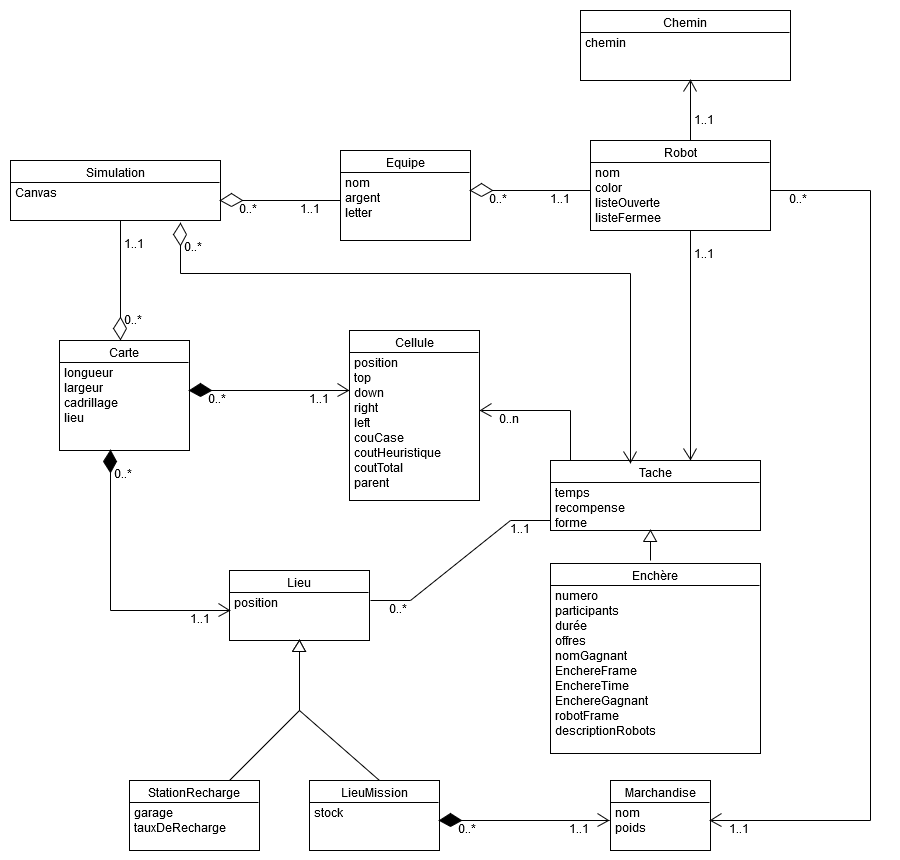 Chemin
chemin
1..1
Robot
nom
color
listeOuverte
listeFermee
0..*
1..1
Equipe
nom
argent
letter
0..*
1..1
Simulation
Canvas
0..*
1..1
1..1
0..*
0..*
1..1
Carte
longueur
largeur
cadrillage
lieu
0..*
1..1
Cellule
position
top
down
right
left
couCase
coutHeuristique
coutTotal
parent
0..n
0..*
Tache
temps
recompense
forme
1..1
Lieu
position
0..*
1..1
Enchère
numero
participants
durée
offres
nomGagnant
EnchereFrame
EnchereTime
EnchereGagnant
robotFrame
descriptionRobots
StationRecharge
garage
tauxDeRecharge
LieuMission
stock
0..*
1..1
Marchandise
nom
poids
1..1